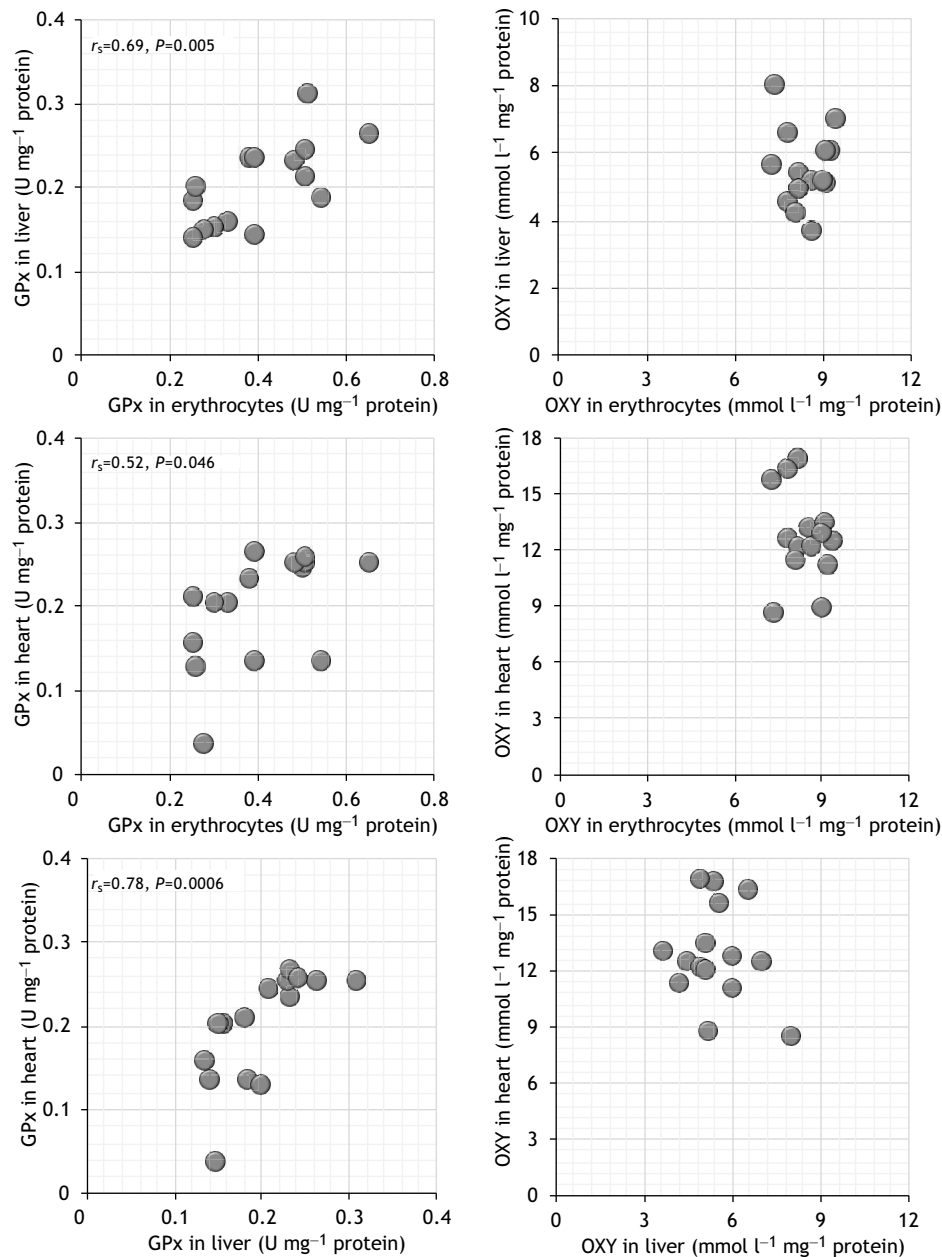 0.4
r_s=0.69, P=0.005
0.3
0.2
0.1
0
GPx in liver (U mg⁻¹ protein)
0 0.2 0.4 0.6 0.8
GPx in erythrocytes (U mg⁻¹ protein)
10
8
6
4
2
0
OXY in liver (mmol l⁻¹ mg⁻¹ protein)
0 3 6 9 12
OXY in erythrocytes (mmol l⁻¹ mg⁻¹ protein)
0.4
r_s=0.52, P=0.046
0.3
0.2
0.1
0
GPx in heart (U mg⁻¹ protein)
0 0.2 0.4 0.6 0.8
GPx in erythrocytes (U mg⁻¹ protein)
18
15
12
9
6
3
0
OXY in heart (mmol l⁻¹ mg⁻¹ protein)
0 3 6 9 12
OXY in erythrocytes (mmol l⁻¹ mg⁻¹ protein)
0.4
r_s=0.78, P=0.0006
0.3
0.2
0.1
0
GPx in heart (U mg⁻¹ protein)
0 0.1 0.2 0.3 0.4
GPx in liver (U mg⁻¹ protein)
18
15
12
9
6
3
0
OXY in heart (mmol l⁻¹ mg⁻¹ protein)
0 3 6 9 12
OXY in liver (mmol l⁻¹ mg⁻¹ protein)